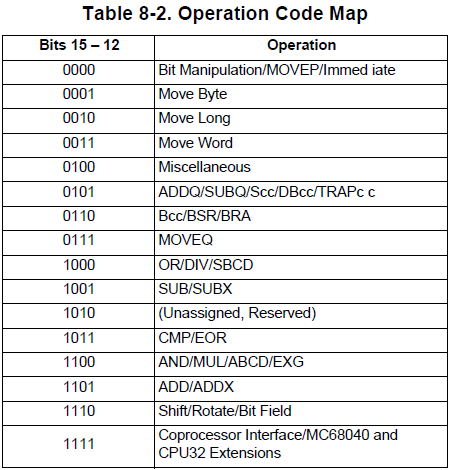 Table 8-2. Operation Code Map
Bits 15 – 12 Operation
0000 Bit Manipulation/MOVEP/Immed iate
0001 Move Byte
0010 Move Long
0011 Move Word
0100 Miscellaneous
0101 ADDQ/SUBQ/Scc/DBcc/TRAPc c
0110 Bcc/BSR/BRA
0111 MOVEQ
1000 OR/DIV/SBCD
1001 SUB/SUBX
1010 (Unassigned, Reserved)
1011 CMP/EOR
1100 AND/MUL/ABCD/EXG
1101 ADD/ADDX
1110 Shift/Rotate/Bit Field
1111 Coprocessor Interface/MC68040 and
CPU32 Extensions